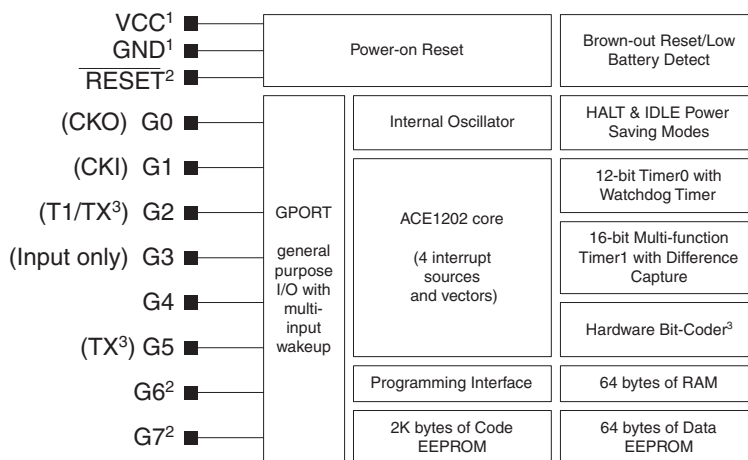 VCC¹
GND¹
RESET²
(CKO) G0
(CKI) G1
(T1/TX³) G2
(Input only) G3
G4
(TX³) G5
G6²
G7²
Power-on Reset
Brown-out Reset/Low
Battery Detect
GPORT
general
purpose
I/O with
multi-
input
wakeup
Internal Oscillator
HALT & IDLE Power
Saving Modes
ACE1202 core
(4 interrupt
sources
and vectors)
12-bit Timer0 with
Watchdog Timer
16-bit Multi-function
Timer1 with Difference
Capture
Hardware Bit-Coder³
Programming Interface
64 bytes of RAM
2K bytes of Code
EEPROM
64 bytes of Data
EEPROM